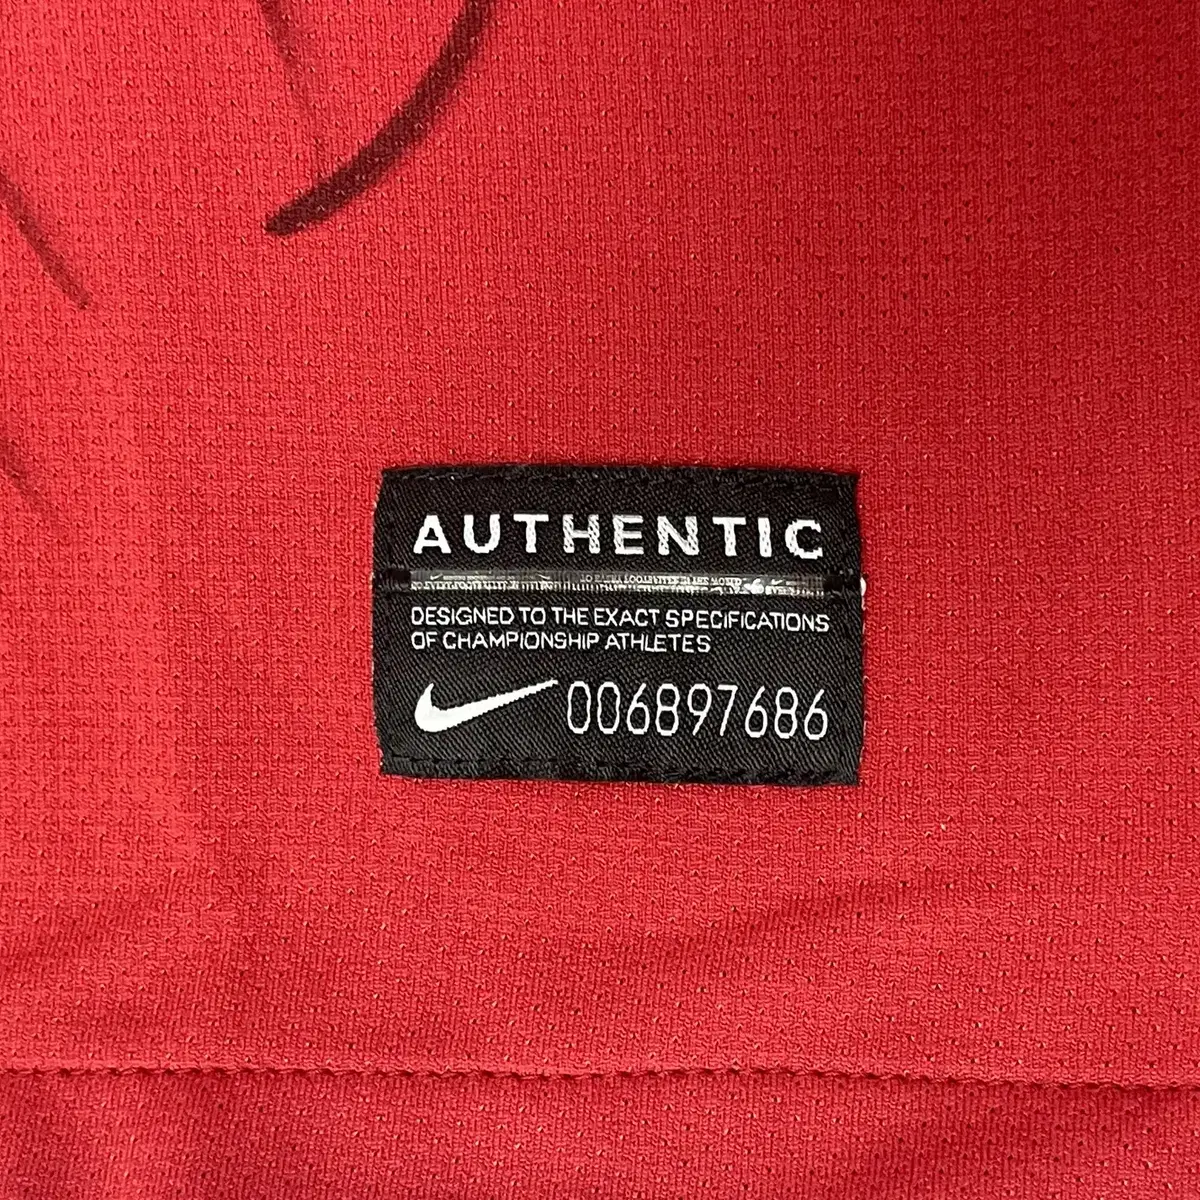 AUTHENTIC
DESIGNED TO THE EXACT SPECIFICATIONS
OF CHAMPIONSHIP ATHLETES
006897686